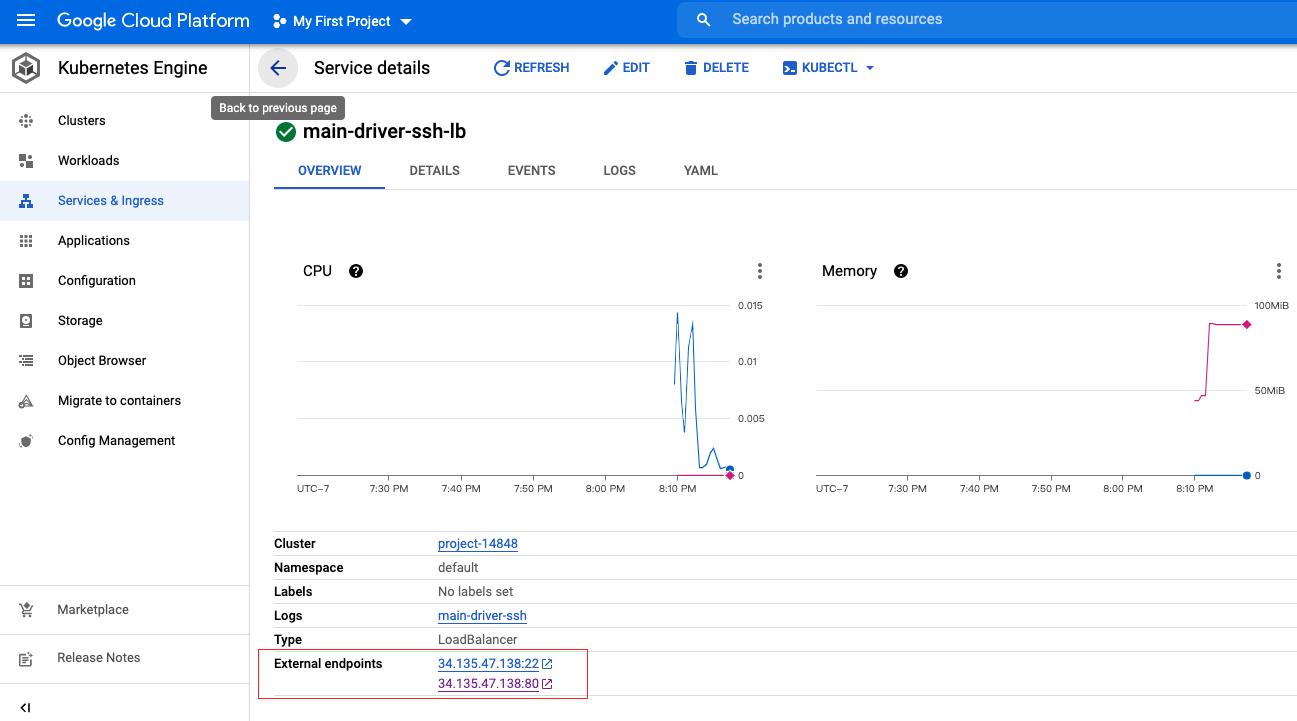 Google Cloud Platform My First Project Search products and resources
Kubernetes Engine Service details REFRESH EDIT DELETE KUBECTL
Back to previous page
Clusters
Workloads
Services & Ingress
Applications
Configuration
Storage
Object Browser
Migrate to containers
Config Management
Marketplace
Release Notes
main-driver-ssh-lb
OVERVIEW DETAILS EVENTS LOGS YAML
CPU
0.015
0.01
0.005
0
UTC−7 7:30 PM 7:40 PM 7:50 PM 8:00 PM 8:10 PM
Memory
100MiB
50MiB
0
UTC−7 7:30 PM 7:40 PM 7:50 PM 8:00 PM 8:10 PM
Cluster project-14848
Namespace default
Labels No labels set
Logs main-driver-ssh
Type LoadBalancer
External endpoints 34.135.47.138:22
34.135.47.138:80